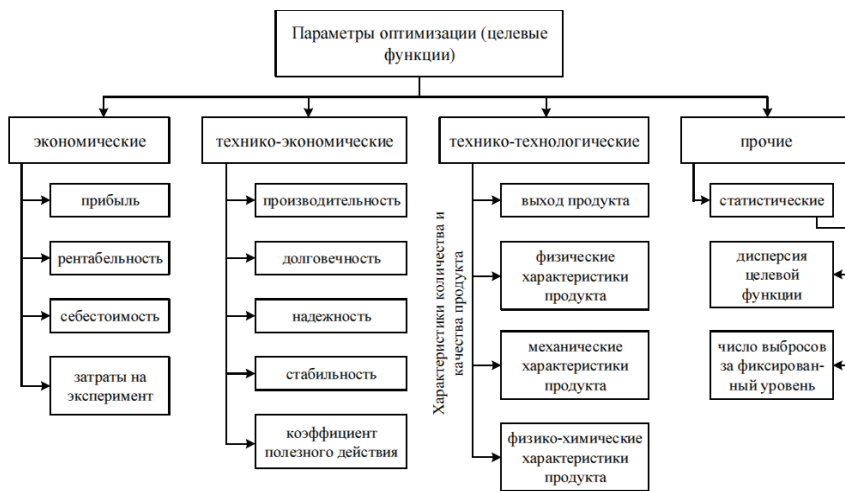 Параметры оптимизации (целевые
функции)
экономические
прибыль
рентабельность
себестоимость
затраты на
эксперимент
технико-экономические
производительность
долговечность
надежность
стабильность
коэффициент
полезного действия
технико-технологические
Характеристики количества и
качества продукта
выход продукта
физические
характеристики
продукта
механические
характеристики
продукта
физико-химические
характеристики
продукта
прочие
статистические
дисперсия
целевой
функции
число выбросов
за фиксирован-
ный уровень